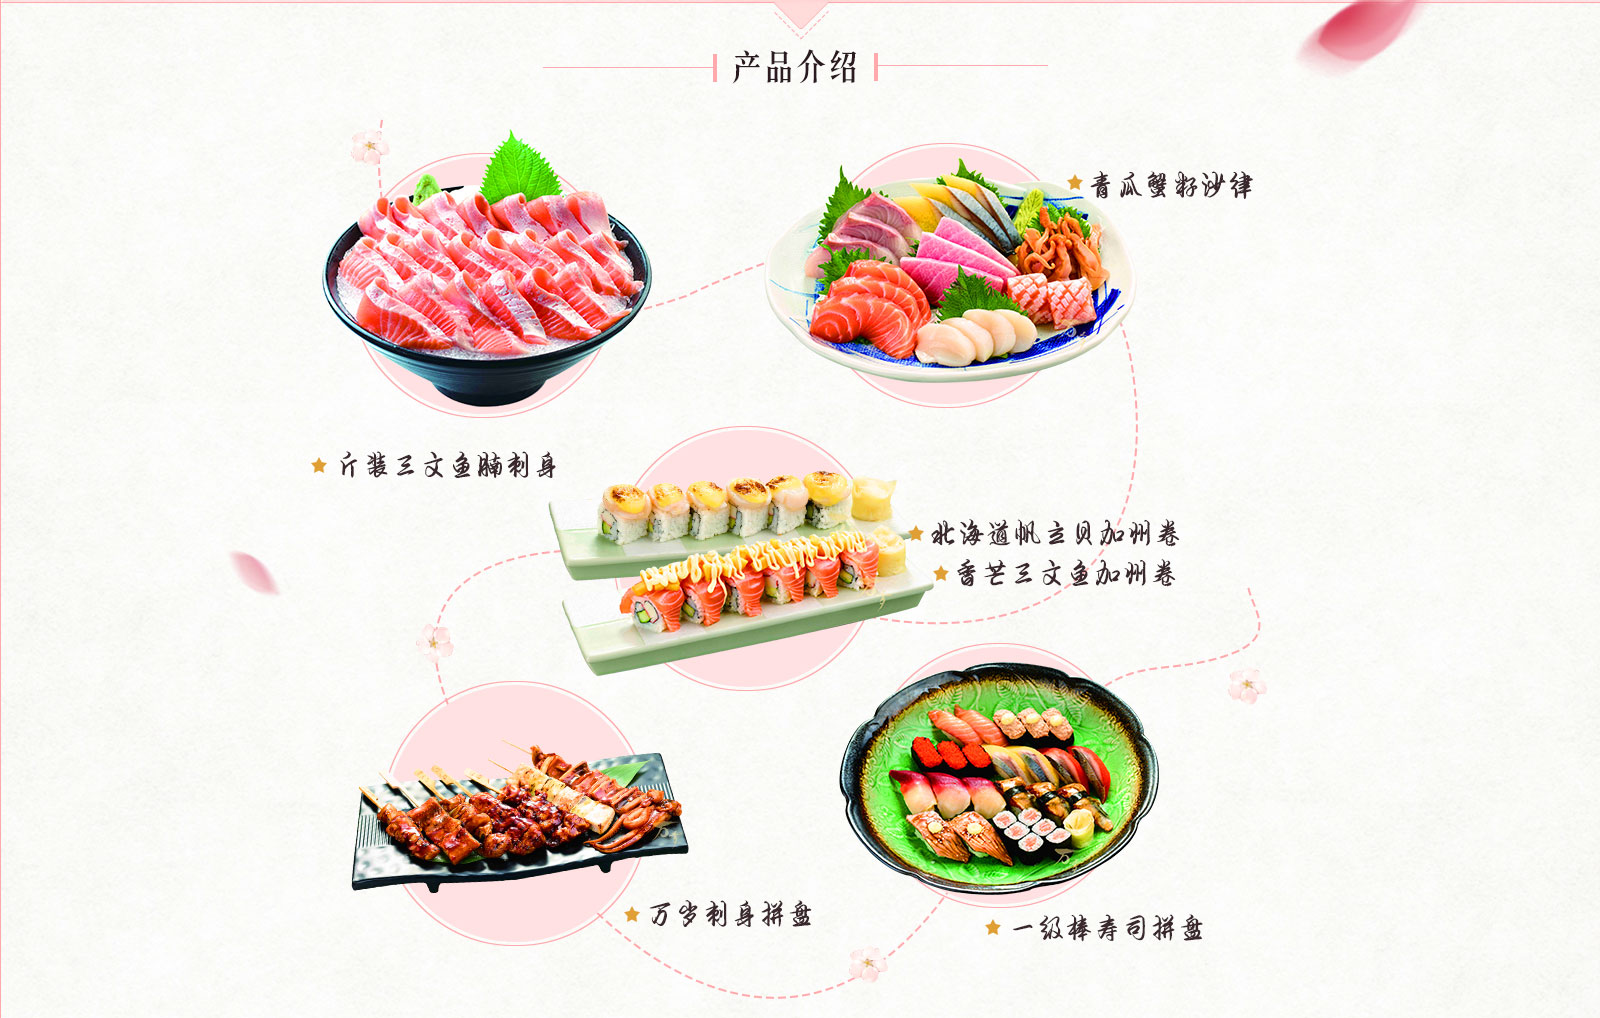 产品介绍
青瓜蟹籽沙律
斤装三文鱼腩刺身
北海道帆立贝加州卷
香芒三文鱼加州卷
万岁刺身拼盘
一级棒寿司拼盘